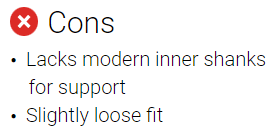 Cons
• Lacks modern inner shanks
for support
• Slightly loose fit